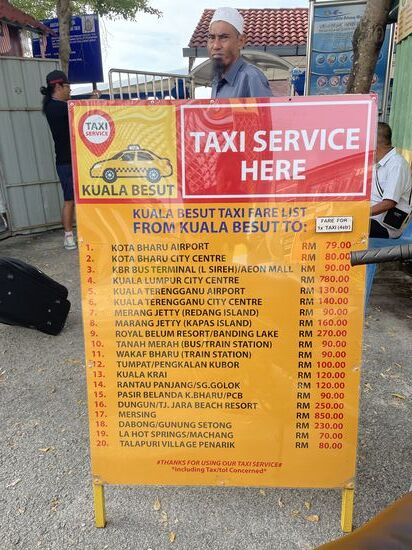 TAXI
KUALA BESUT
TAXI SERVICE
HERE
KUALA BESUT TAXI FARE LIST
FROM KUALA BESUT TO:
FARE FOR
1x TAXI (4str)
1. KOTA BHARU AIRPORT RM 79.00
2. KOTA BHARU CITY CENTRE RM 80.00
3. KBR BUS TERMINAL (L SIREH)/AEON MALL RM 90.00
4. KUALA LUMPUR CITY CENTRE RM 780.00
5. KUALA TERENGGANU AIRPORT RM 130.00
6. KUALA TERENGGANU CITY CENTRE RM 140.00
7. MERANG JETTY (REDANG ISLAND) RM 90.00
8. MARANG JETTY (KAPAS ISLAND) RM 160.00
9. ROYAL BELUM RESORT/BANDING LAKE RM 270.00
10. TANAH MERAH (BUS/TRAIN STATION) RM 90.00
11. WAKAF BHARU (TRAIN STATION) RM 90.00
12. TUMPAT/PENGKALAN KUBOR RM 100.00
13. KUALA KRAI RM 120.00
14. RANTAU PANJANG/SG.GOLOK RM 120.00
15. PASIR BELANDA K.BHARU/PCB RM 90.00
16. DUNGUN/TJ. JARA BEACH RESORT RM 250.00
17. MERSING RM 850.00
18. DABONG/GUNUNG SETONG RM 230.00
19. LA HOT SPRINGS/MACHANG RM 70.00
20. TALAPURI VILLAGE PENARIK RM 80.00
#THANKS FOR USING OUR TAXI SERVICE#
*Including Tax/tol Concerned*